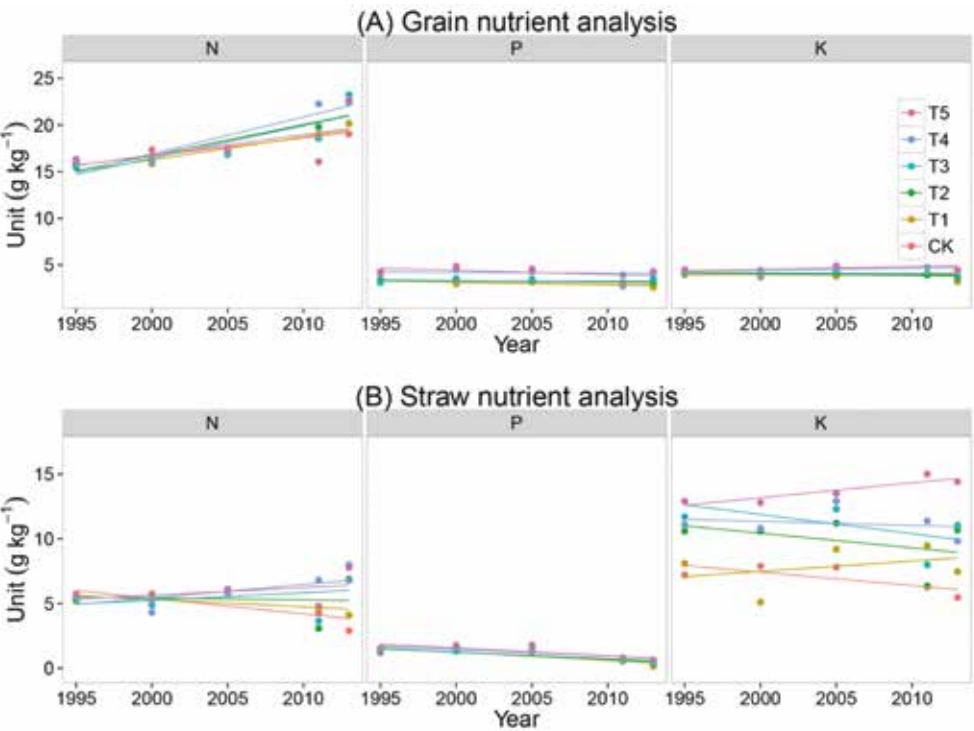 (A) Grain nutrient analysis
N P K
25
20
15
10
5
Unit (g kg⁻¹)
T5
T4
T3
T2
T1
CK
1995 2000 2005 2010 1995 2000 2005 2010 1995 2000 2005 2010
Year
(B) Straw nutrient analysis
N P K
15
10
5
0
Unit (g kg⁻¹)
1995 2000 2005 2010 1995 2000 2005 2010 1995 2000 2005 2010
Year